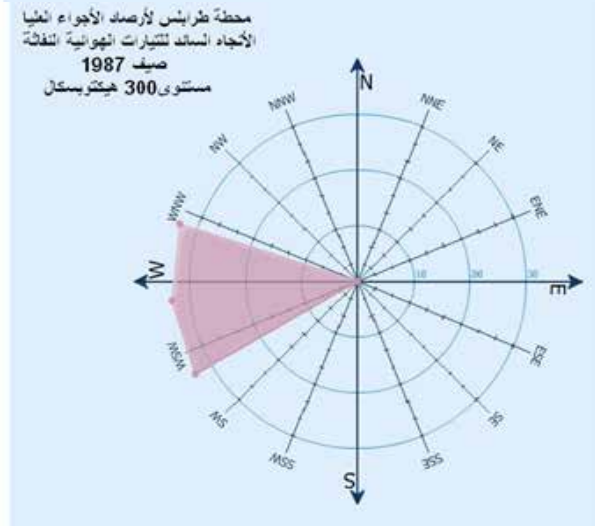 محطة طرابلس لأرصاد الأجواء العليا
الأتجاه السائد للتيارات الهوائية النفاثة
صيف 1987
مستوى300 هيكتوبسكال
N
NNW
NNE
NW
NE
WNW
ENE
W
10
20
30
E
WSW
ESE
SW
SE
SSW
SSE
S